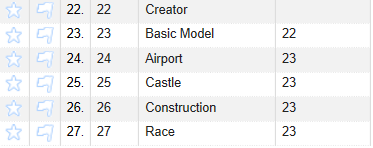 22. 22 Creator
23. 23 Basic Model 22
24. 24 Airport 23
25. 25 Castle 23
26. 26 Construction 23
27. 27 Race 23